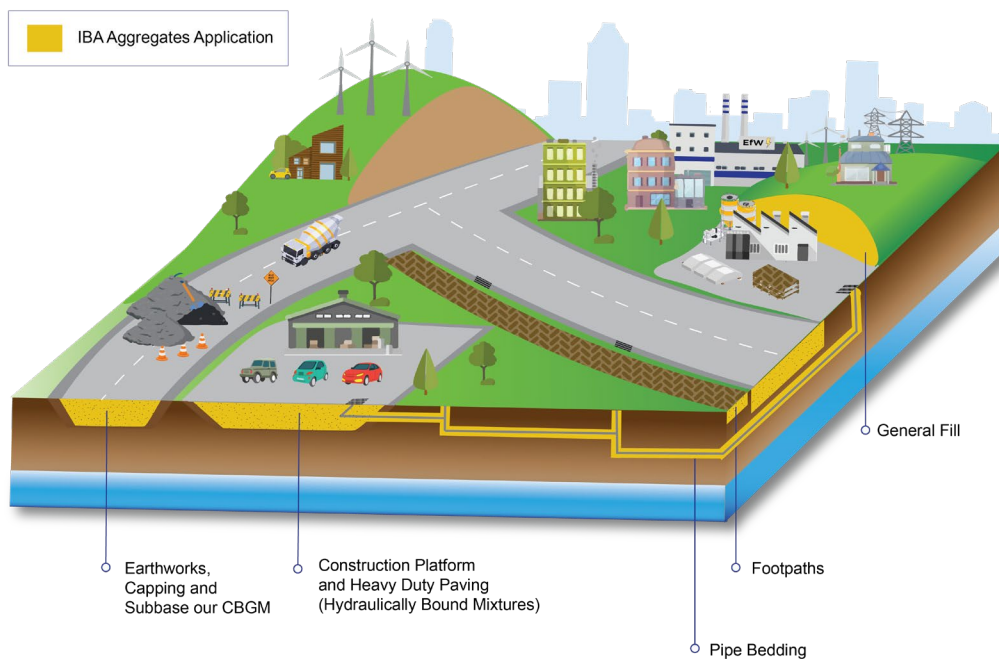 IBA Aggregates Application
EfW
General Fill
Earthworks,
Capping and
Subbase our CBGM
Construction Platform
and Heavy Duty Paving
(Hydraulically Bound Mixtures)
Footpaths
Pipe Bedding